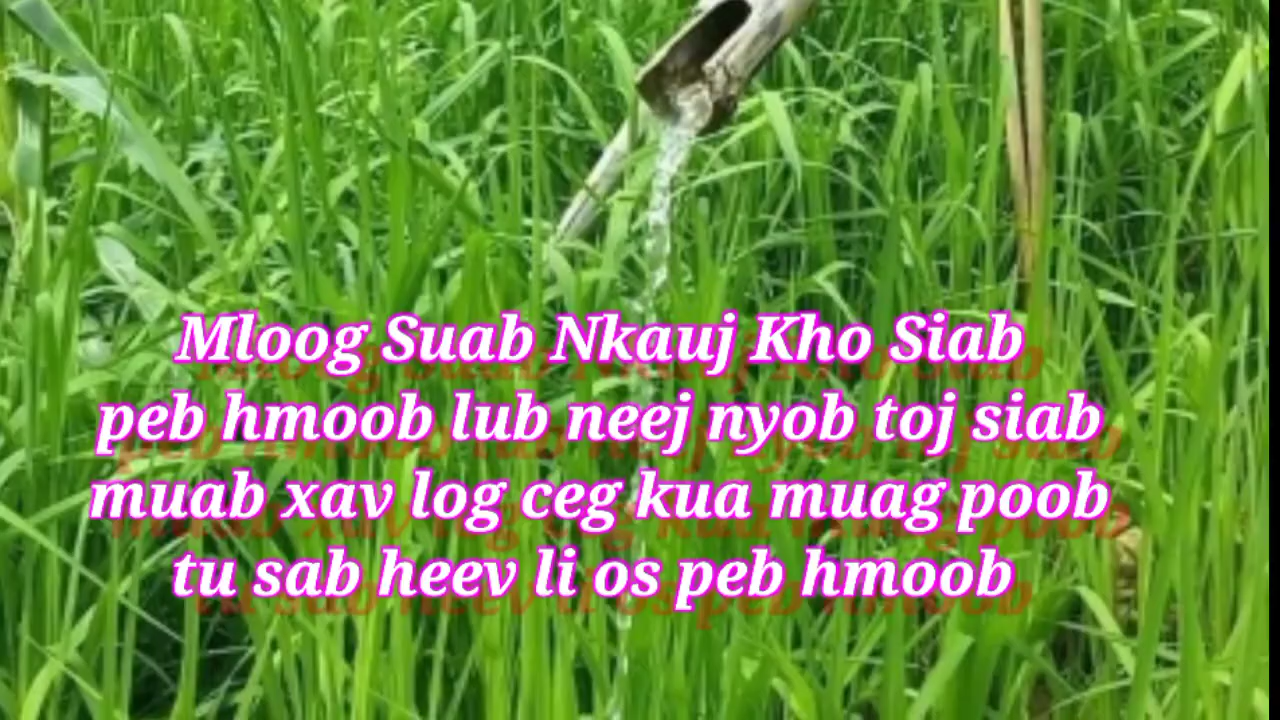 Mloog Suab Nkauj Kho Siab
peb hmoob lub neej nyob toj siab
muab xav log ceg kua muag poob
tu sab heev li os peb hmoob